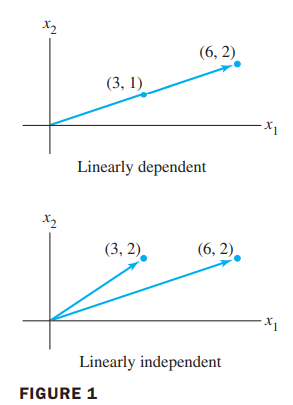 x₂
(6, 2)
(3, 1)
x₁
Linearly dependent
x₂
(3, 2)
(6, 2)
x₁
Linearly independent
FIGURE 1